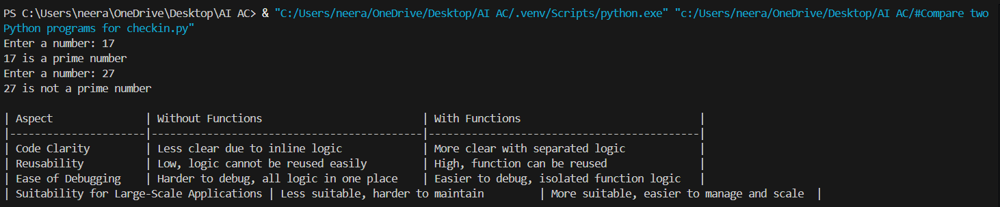 PS C:\Users\neera\OneDrive\Desktop\AI AC> & "C:/Users/neera/OneDrive/Desktop/AI AC/.venv/Scripts/python.exe" "c:/Users/neera/OneDrive/Desktop/AI AC/#Compare two
Python programs for checkin.py"
Enter a number: 17
17 is a prime number
Enter a number: 27
27 is not a prime number

| Aspect               | Without Functions                          | With Functions                             |
|----------------------|--------------------------------------------|--------------------------------------------|
| Code Clarity         | Less clear due to inline logic             | More clear with separated logic            |
| Reusability          | Low, logic cannot be reused easily         | High, function can be reused               |
| Ease of Debugging    | Harder to debug, all logic in one place    | Easier to debug, isolated function logic   |
| Suitability for Large-Scale Applications | Less suitable, harder to maintain         | More suitable, easier to manage and scale  |